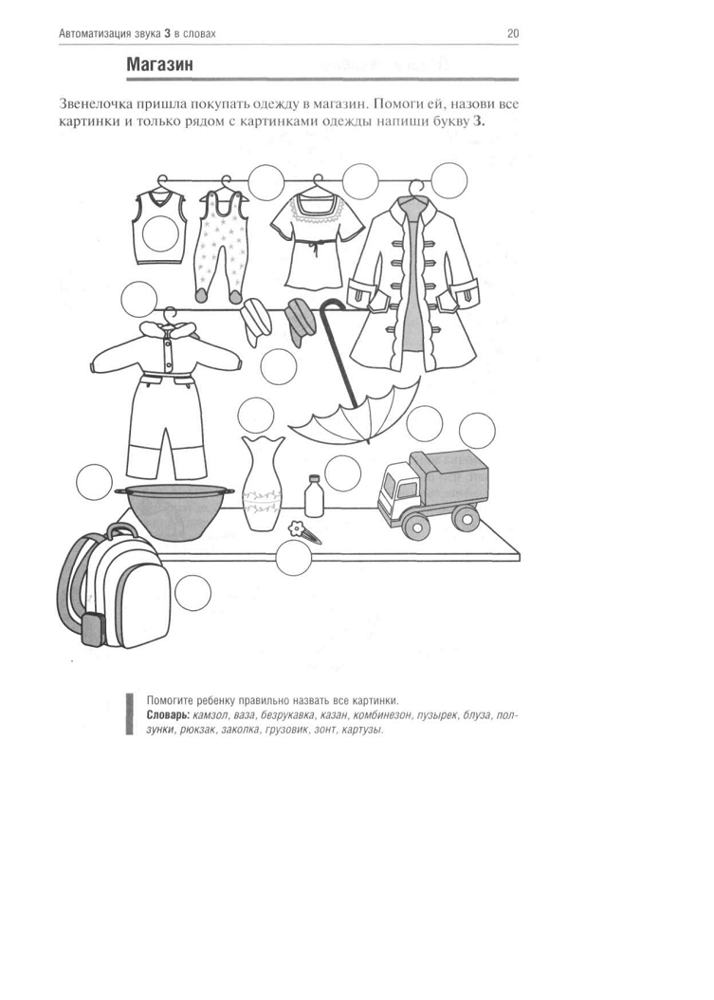 Автоматизация звука З в словах 20
Магазин
Звенелочка пришла покупать одежду в магазин. Помоги ей, назови все
картинки и только рядом с картинками одежды напиши букву З.
Помогите ребенку правильно назвать все картинки.
Словарь: камзол, ваза, безрукавка, казан, комбинезон, пузырек, блуза, пол-
зунки, рюкзак, заколка, грузовик, зонт, картузы.